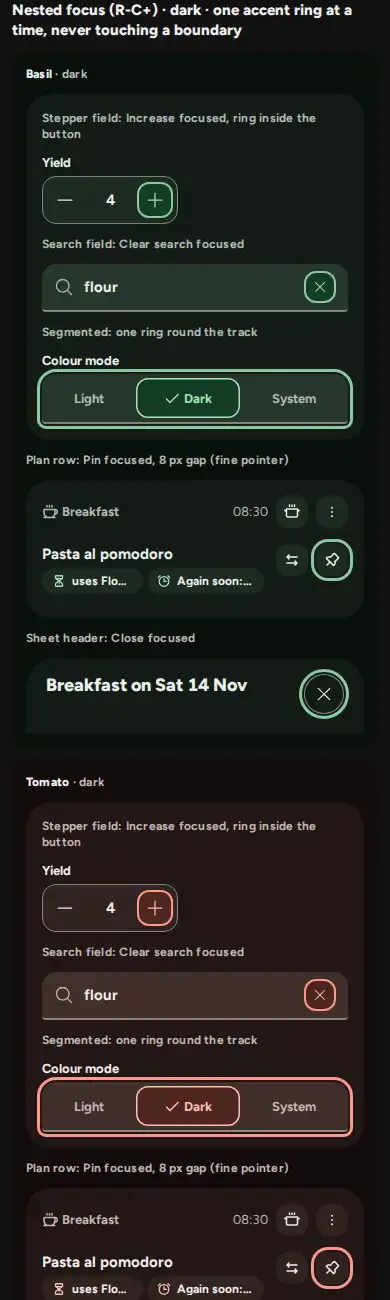 Nested focus (R-C+) · dark · one accent ring at a
time, never touching a boundary
Basil · dark
Stepper field: Increase focused, ring inside the
button
Yield
4
Search field: Clear search focused
flour
Segmented: one ring round the track
Colour mode
Light Dark System
Plan row: Pin focused, 8 px gap (fine pointer)
Breakfast 08:30
Pasta al pomodoro
uses Flo... Again soon:...
Sheet header: Close focused
Breakfast on Sat 14 Nov
Tomato · dark
Stepper field: Increase focused, ring inside the
button
Yield
4
Search field: Clear search focused
flour
Segmented: one ring round the track
Colour mode
Light Dark System
Plan row: Pin focused, 8 px gap (fine pointer)
Breakfast 08:30
Pasta al pomodoro
uses Flo... Again soon:...